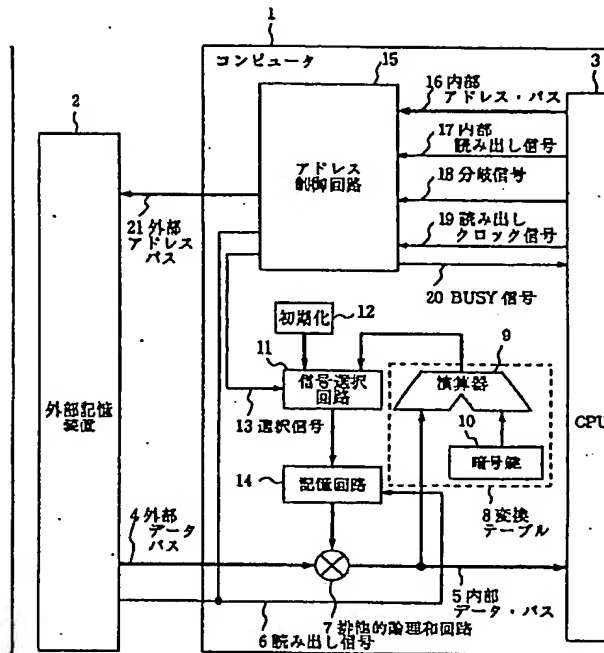 1
コンピュータ
15
3
16 内部
アドレス・バス
2
17 内部
読み出し信号
アドレス
制御回路
18 分岐信号
19 読み出し
クロック信号
21 外部
アドレス
バス
20 BUSY 信号
初期化
12
9
11
信号選択
回路
演算器
外部記憶
装置
13 選択信号
10
暗号鍵
CPU
14
記憶回路
8 変換
テーブル
4 外部
データ
バス
5 内部
データ・バス
7 排他的論理和回路
6 読み出し信号